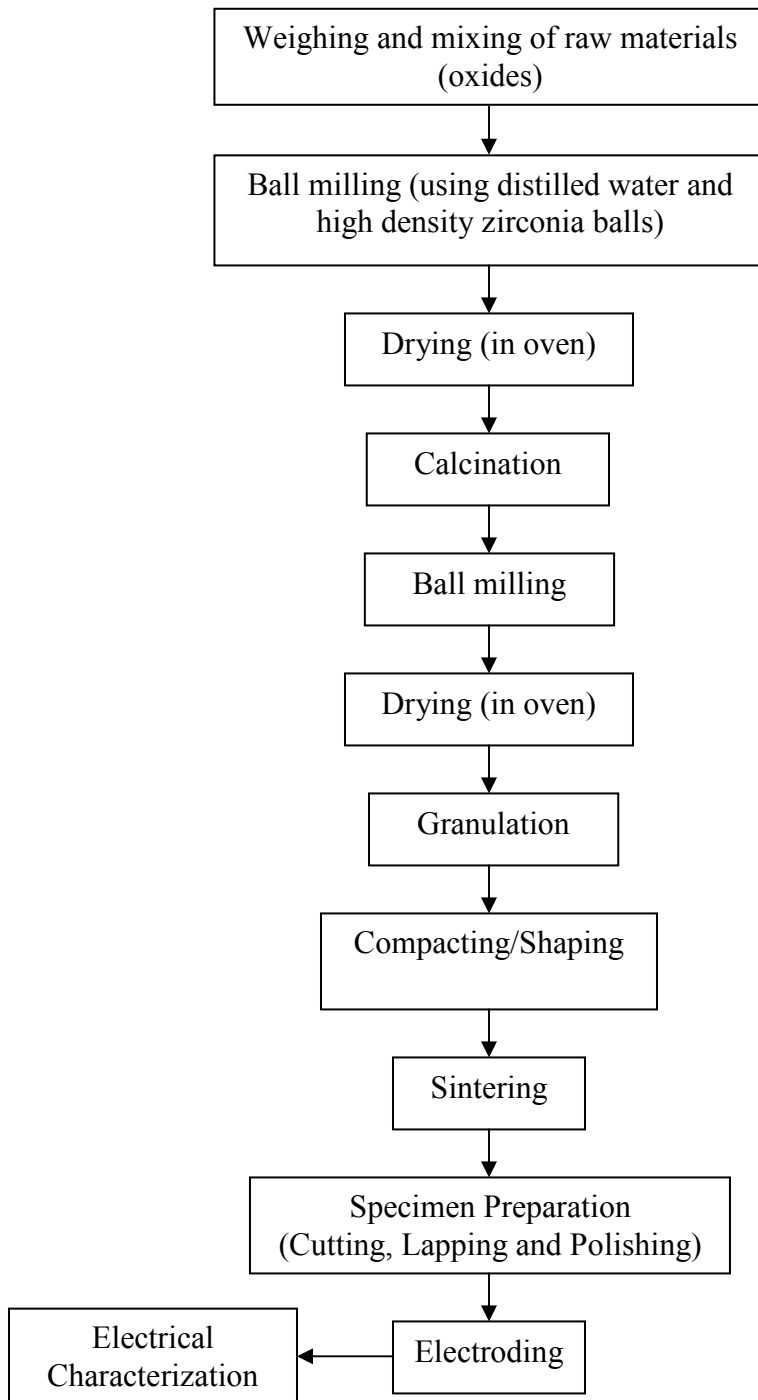 Weighing and mixing of raw materials
(oxides)
Ball milling (using distilled water and
high density zirconia balls)
Drying (in oven)
Calcination
Ball milling
Drying (in oven)
Granulation
Compacting/Shaping
Sintering
Specimen Preparation
(Cutting, Lapping and Polishing)
Electroding
Electrical
Characterization